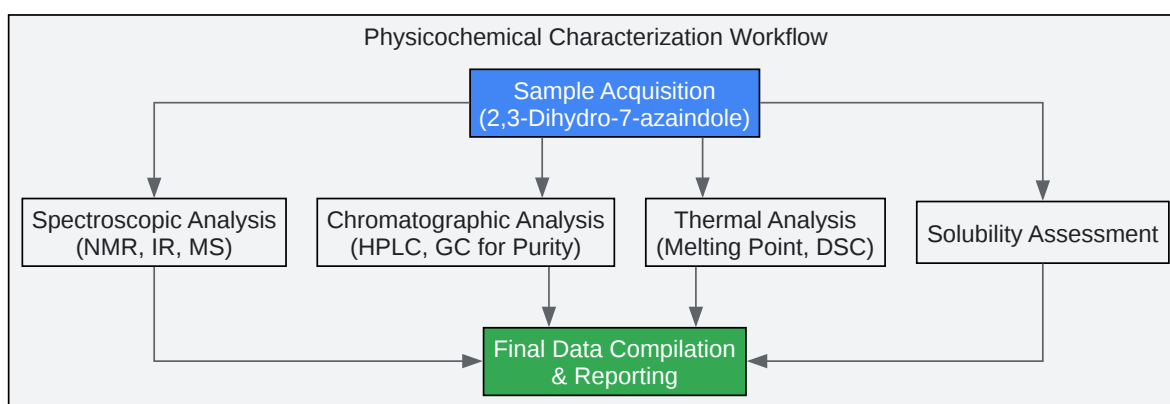 Physicochemical Characterization Workflow
Sample Acquisition
(2,3-Dihydro-7-azaindole)
Spectroscopic Analysis
(NMR, IR, MS)
Chromatographic Analysis
(HPLC, GC for Purity)
Thermal Analysis
(Melting Point, DSC)
Solubility Assessment
Final Data Compilation
& Reporting